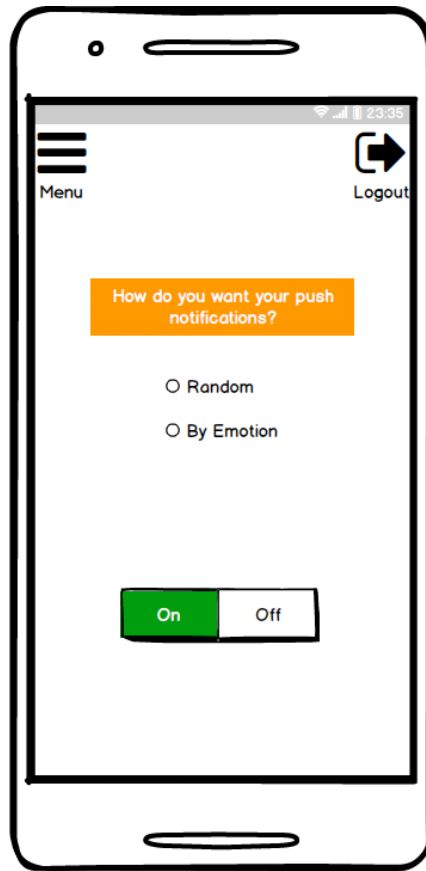 23:35
Menu
Logout
How do you want your push
notifications?
Random
By Emotion
On
Off